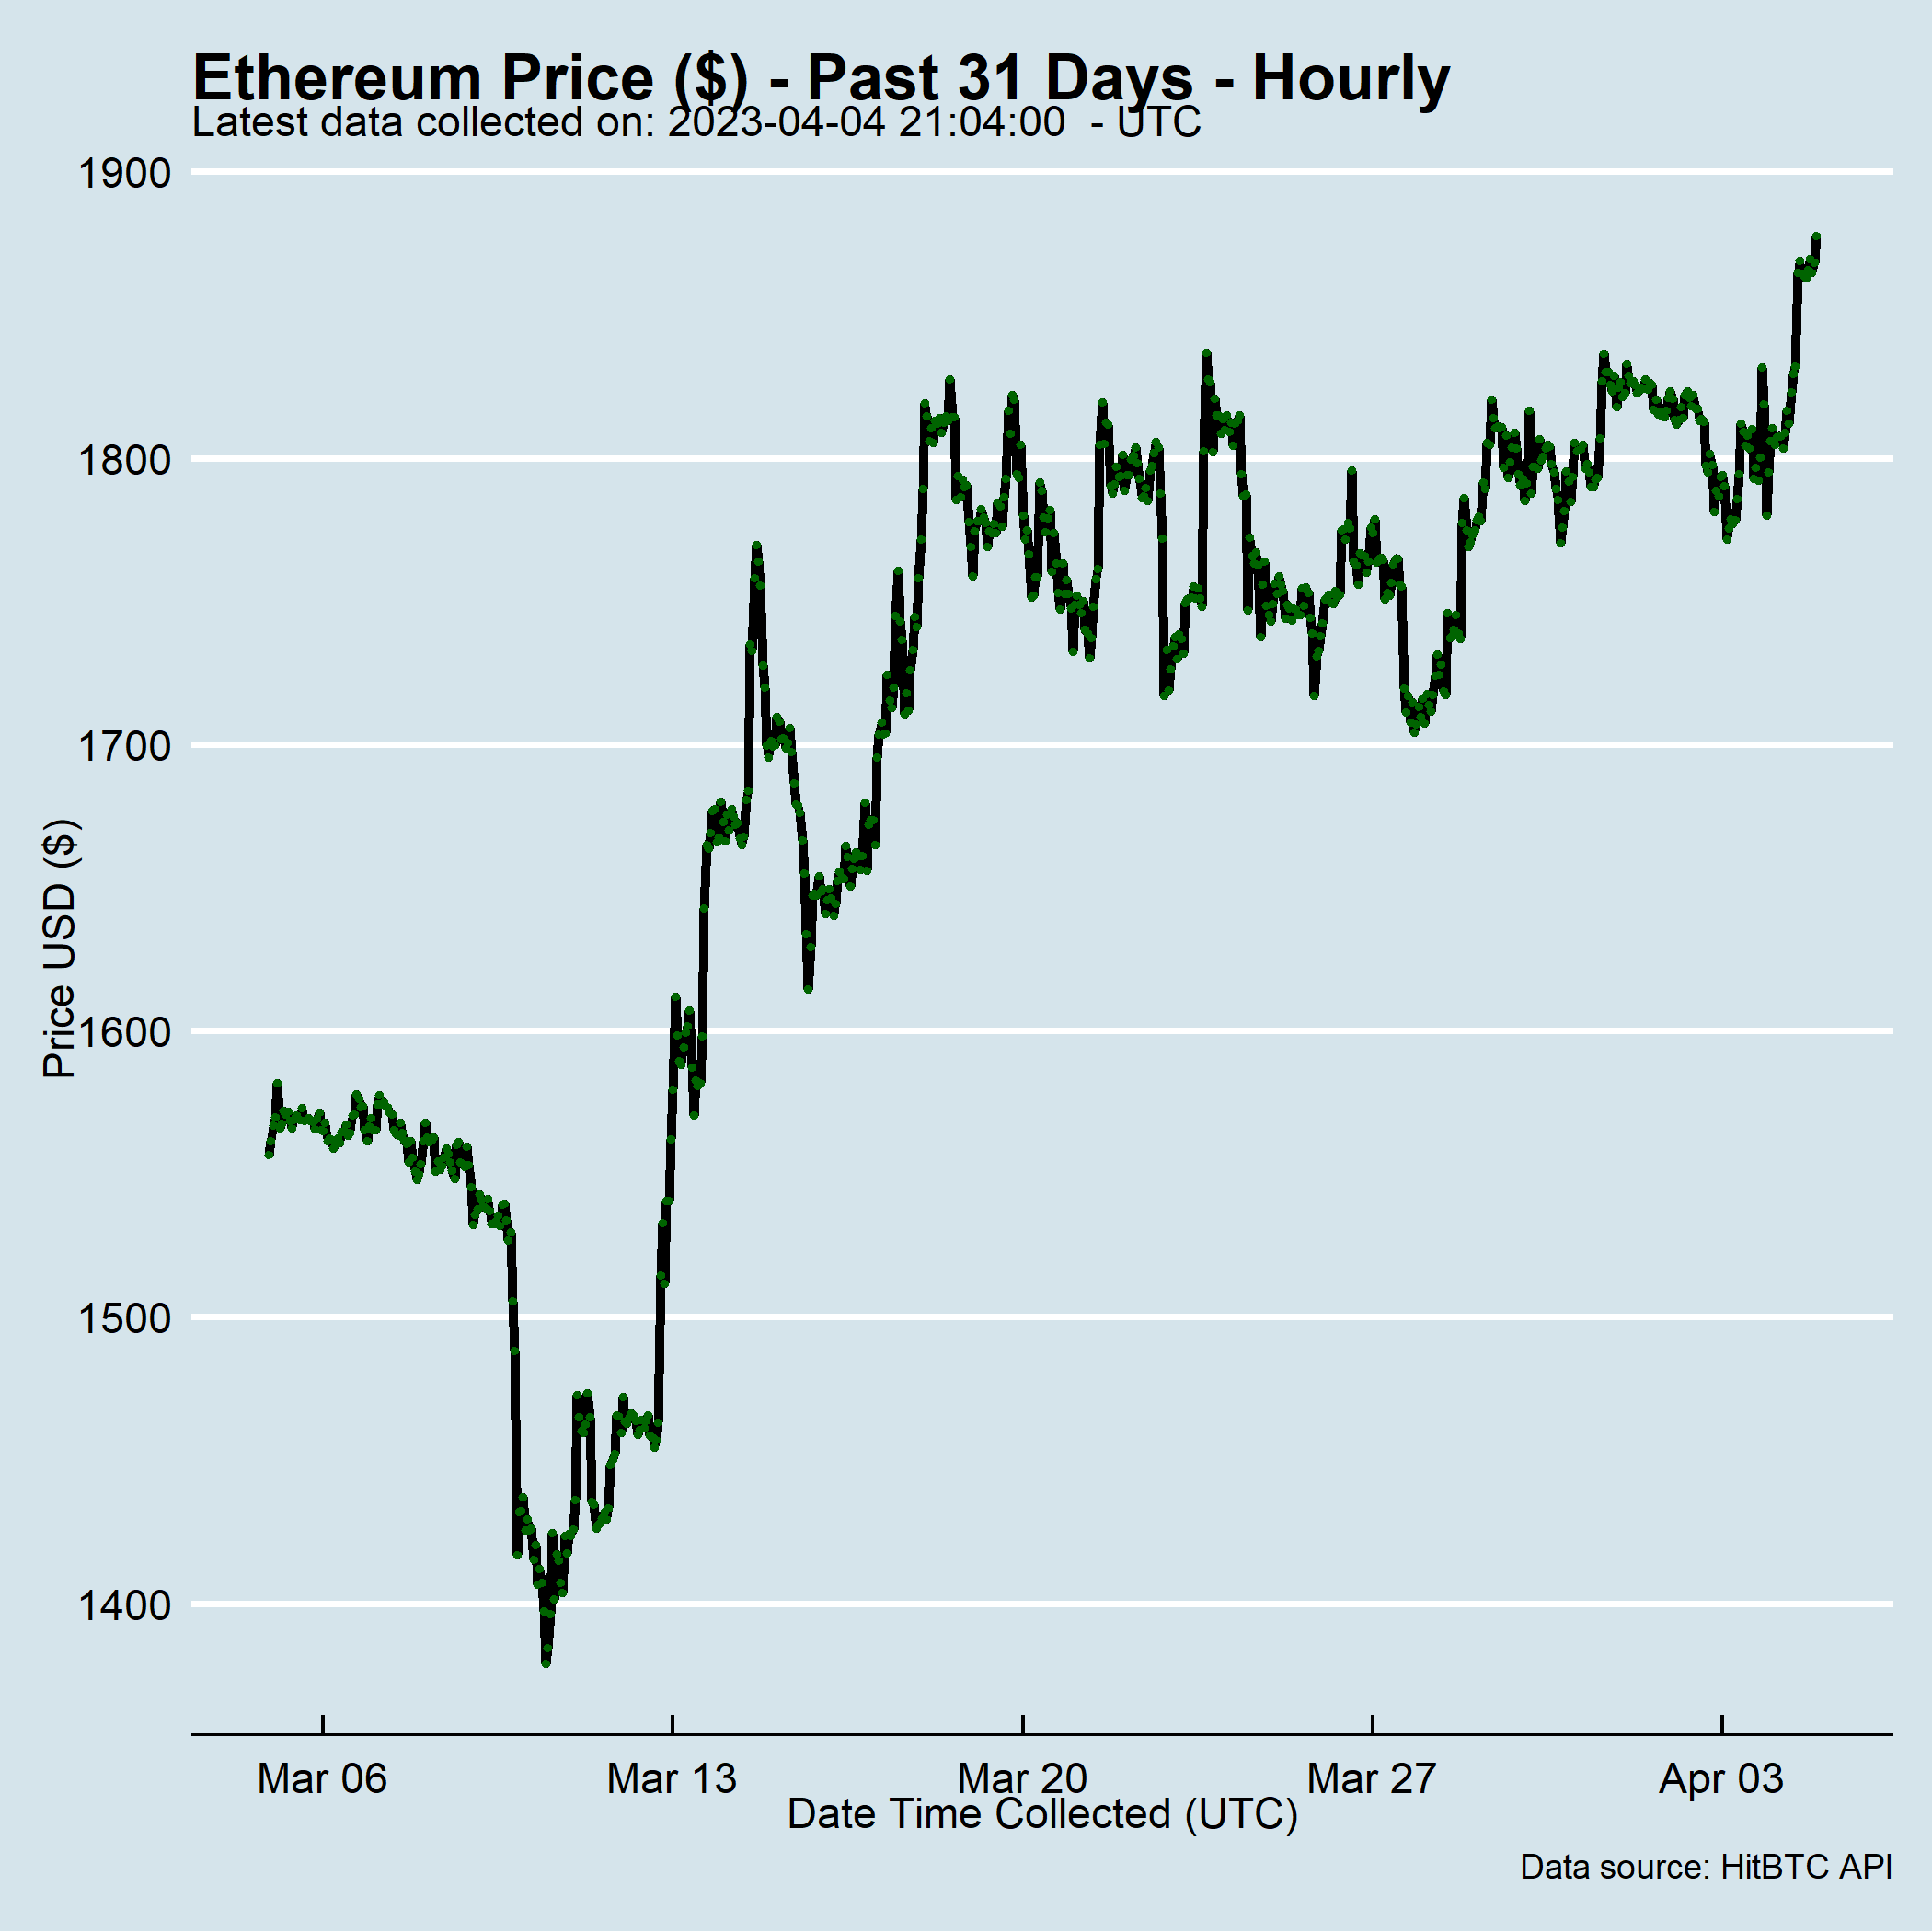 Ethereum Price ($) - Past 31 Days - Hourly
Latest data collected on: 2023-04-04 21:04:00  - UTC
1900
1800
1700
1600
1500
1400
Price USD ($)
Mar 06
Mar 13
Mar 20
Mar 27
Apr 03
Date Time Collected (UTC)
Data source: HitBTC API